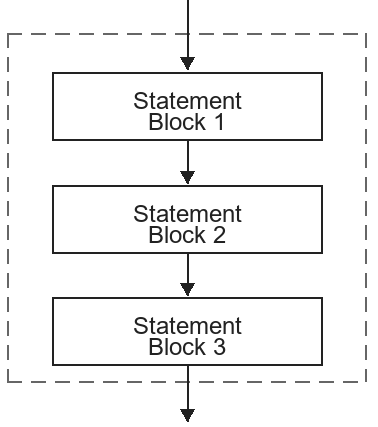 Statement
Block 1
Statement
Block 2
Statement
Block 3